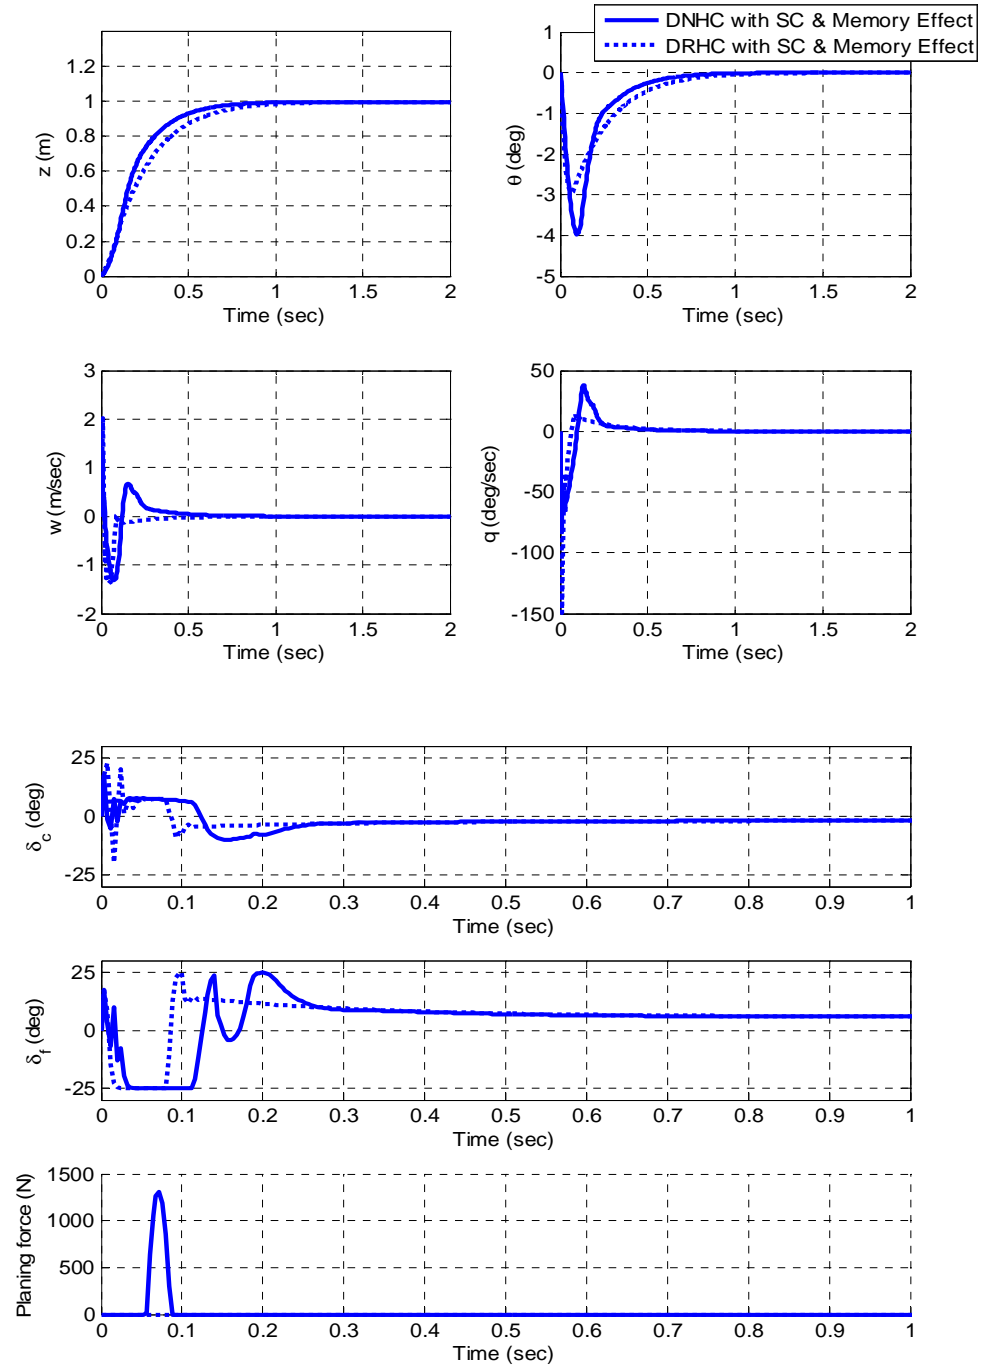 DNHC with SC & Memory Effect
DRHC with SC & Memory Effect
z (m)
1.2
1
0.8
0.6
0.4
0.2
0
0 0.5 1 1.5 2
Time (sec)
θ (deg)
1
0
-1
-2
-3
-4
-5
0 0.5 1 1.5 2
Time (sec)
w (m/sec)
3
2
1
0
-1
-2
0 0.5 1 1.5 2
Time (sec)
q (deg/sec)
50
0
-50
-100
-150
0 0.5 1 1.5 2
Time (sec)
δc (deg)
25
0
-25
0 0.1 0.2 0.3 0.4 0.5 0.6 0.7 0.8 0.9 1
Time (sec)
δf (deg)
25
0
-25
0 0.1 0.2 0.3 0.4 0.5 0.6 0.7 0.8 0.9 1
Time (sec)
Planing force (N)
1500
1000
500
0
0 0.1 0.2 0.3 0.4 0.5 0.6 0.7 0.8 0.9 1
Time (sec)